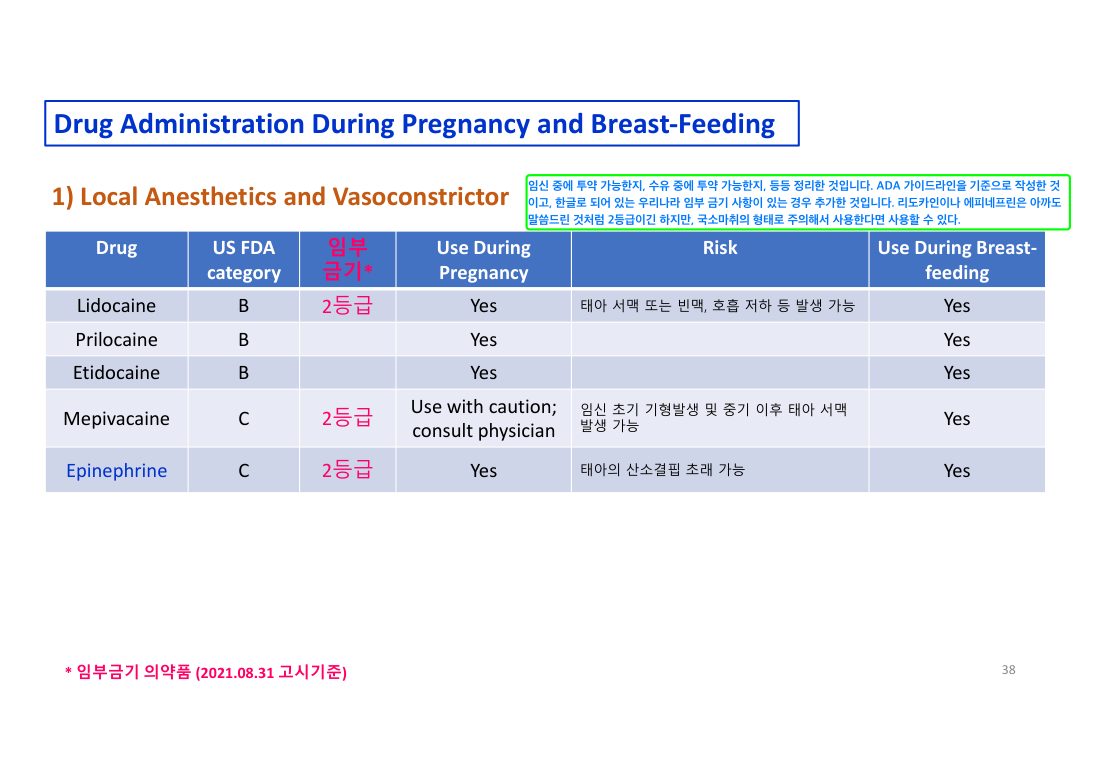 Drug Administration During Pregnancy and Breast-Feeding
1) Local Anesthetics and Vasoconstrictor
임신 중에 투약 가능한지, 수유 중에 투약 가능한지, 등등 정리한 것입니다. ADA 가이드라인을 기준으로 작성한 것
이고, 한글로 되어 있는 우리나라 임부 금기 사항이 있는 경우 추가한 것입니다. 리도카인이나 에피네프린은 아까도
말씀드린 것처럼 2등급이긴 하지만, 국소마취의 형태로 주의해서 사용한다면 사용할 수 있다.
Drug US FDA category 임부 금기* Use During Pregnancy Risk Use During Breast-feeding
Lidocaine B 2등급 Yes 태아 서맥 또는 빈맥, 호흡 저하 등 발생 가능 Yes
Prilocaine B Yes Yes
Etidocaine B Yes Yes
Mepivacaine C 2등급 Use with caution; consult physician 임신 초기 기형발생 및 중기 이후 태아 서맥 발생 가능 Yes
Epinephrine C 2등급 Yes 태아의 산소결핍 초래 가능 Yes
* 임부금기 의약품 (2021.08.31 고시기준)
38